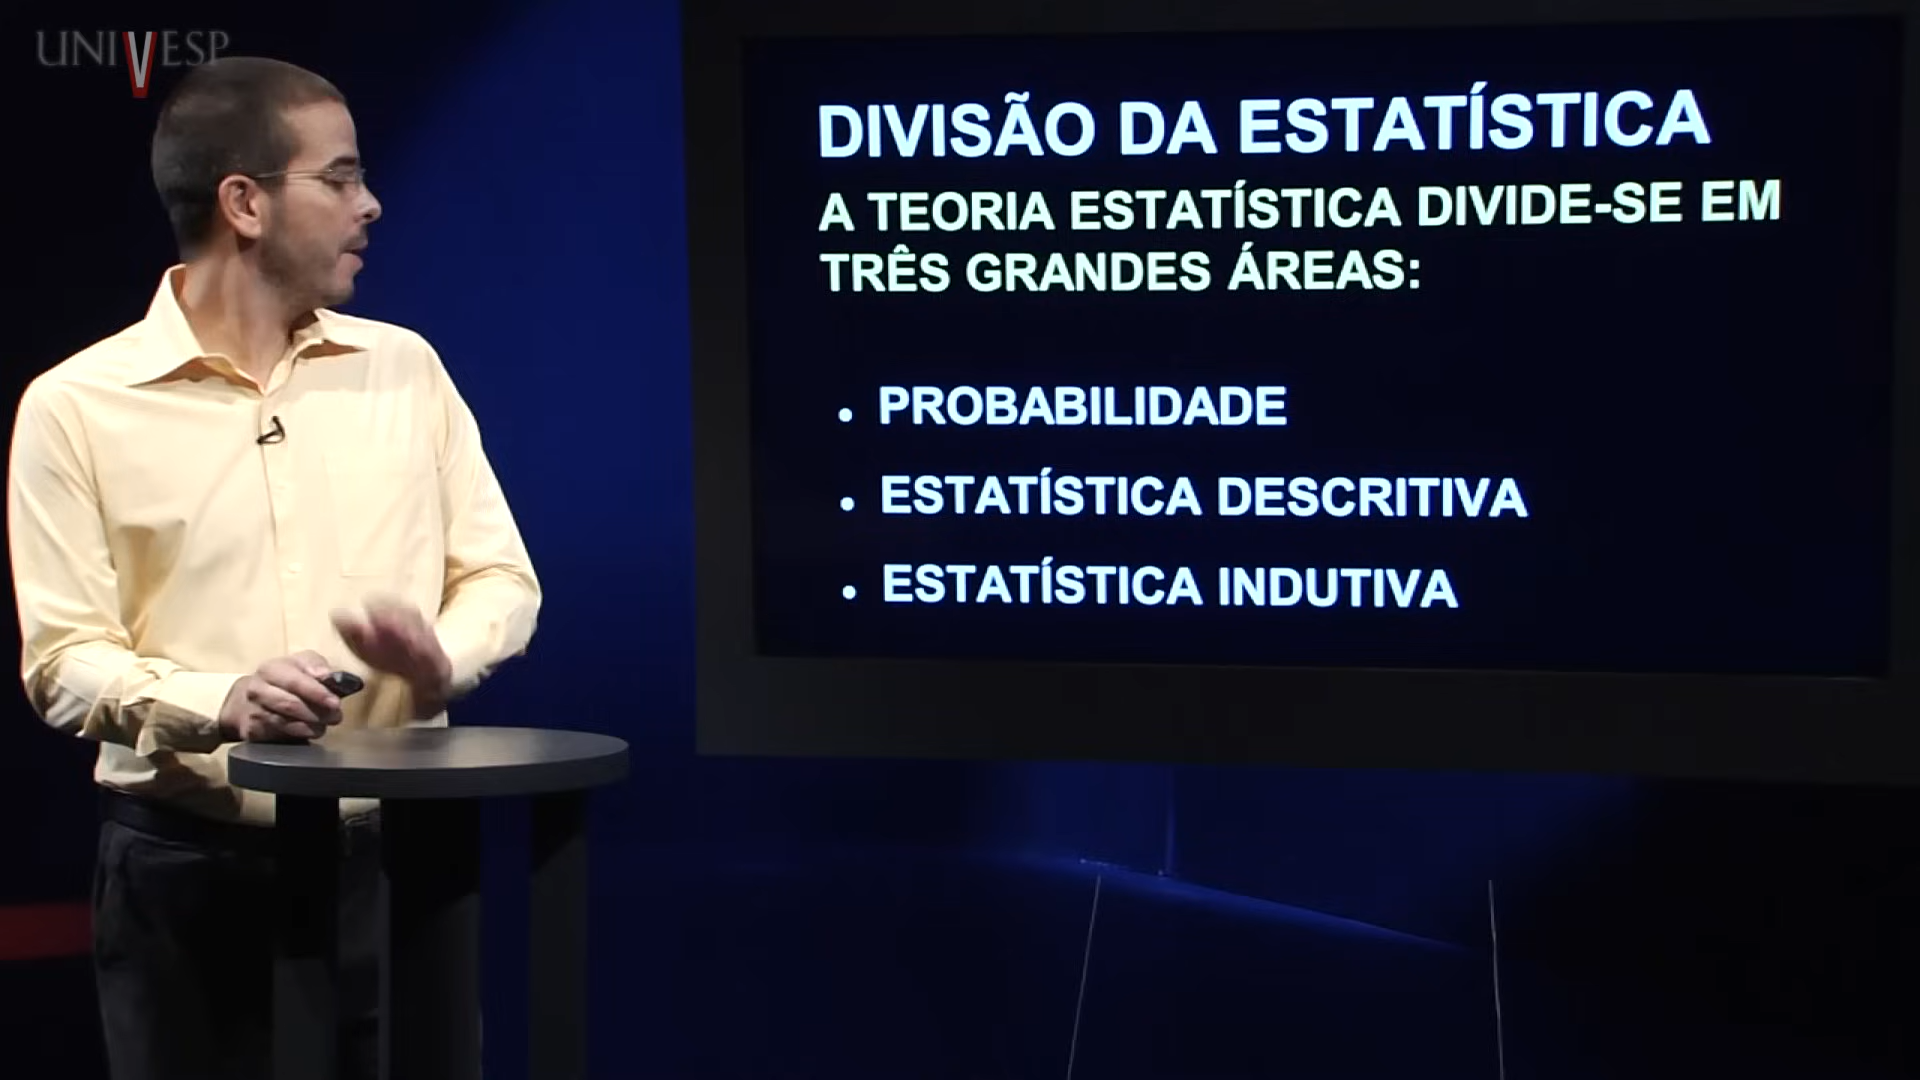 UNIVESP
DIVISÃO DA ESTATÍSTICA
A TEORIA ESTATÍSTICA DIVIDE-SE EM
TRÊS GRANDES ÁREAS:
• PROBABILIDADE
• ESTATÍSTICA DESCRITIVA
• ESTATÍSTICA INDUTIVA